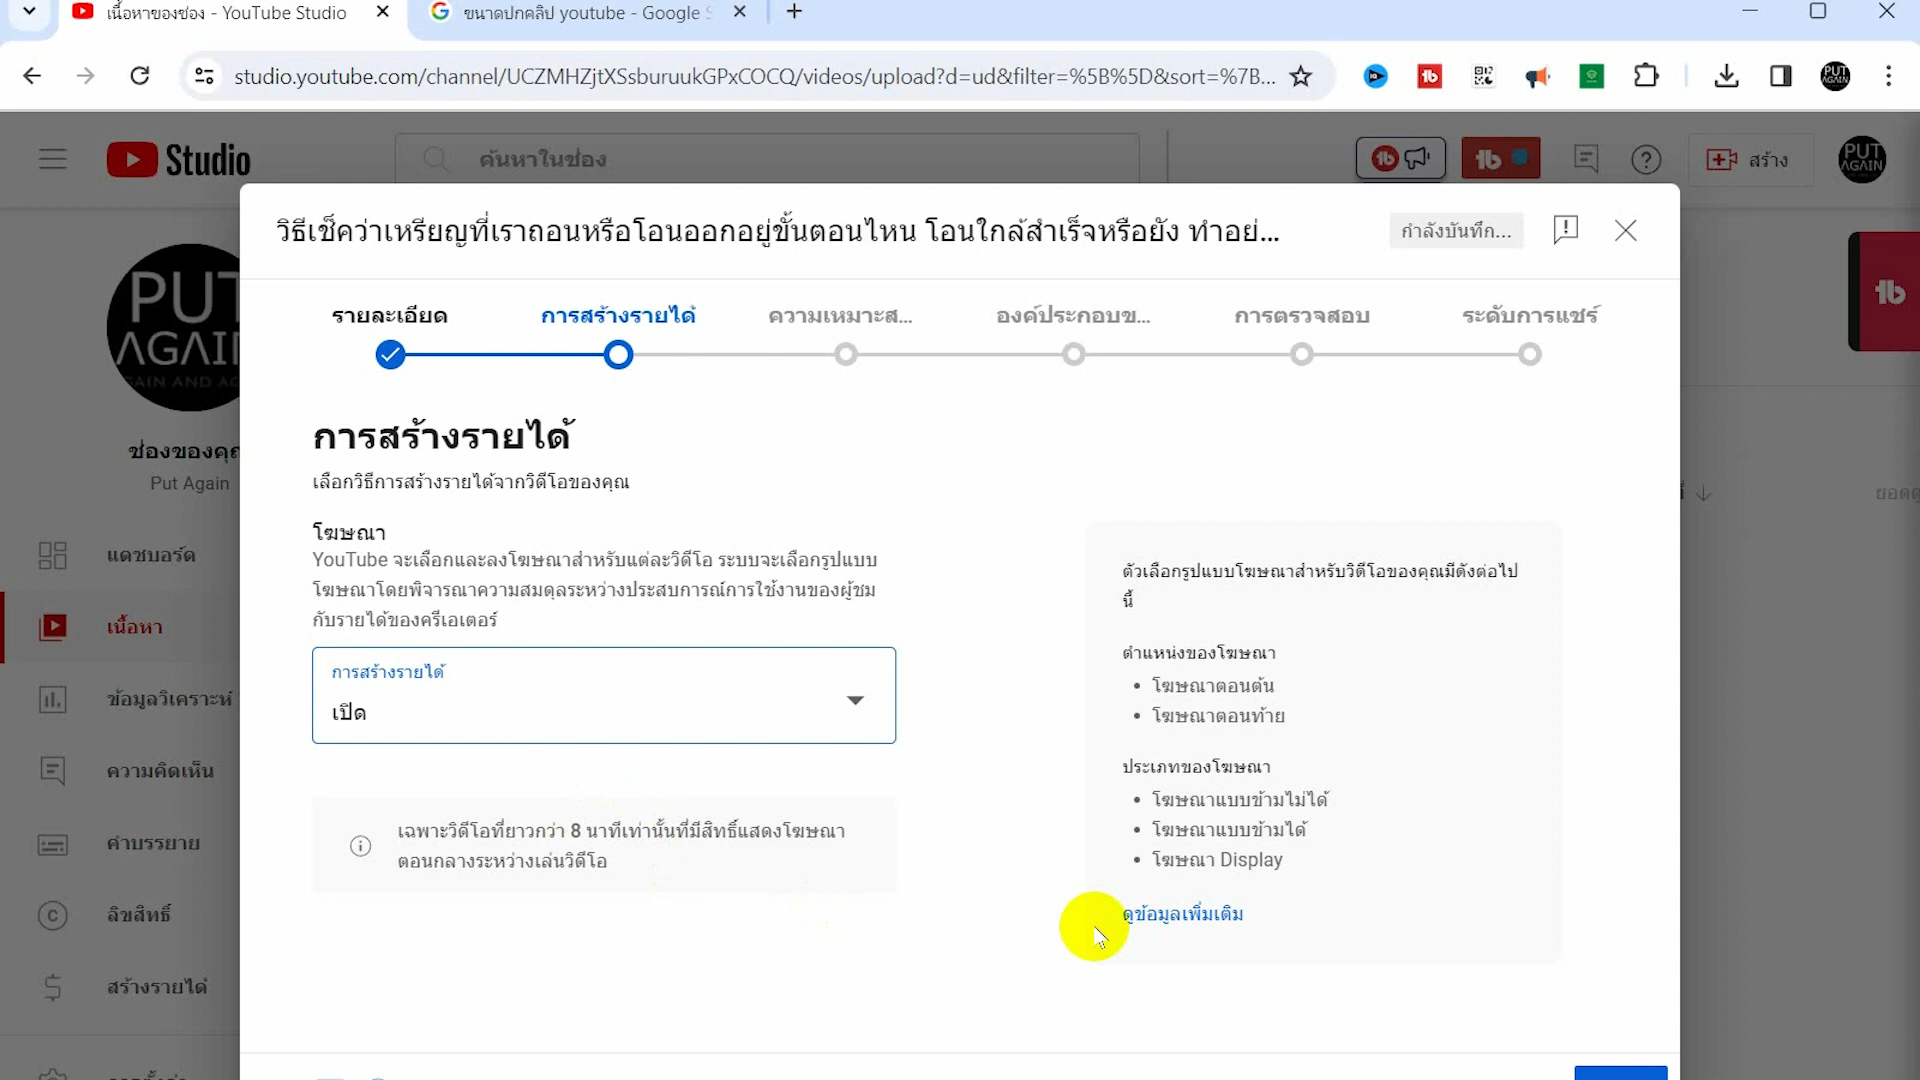 เนื้อหาของช่อง - YouTube Studio
ขนาดปกคลิป youtube - Google S
studio.youtube.com/channel/UCZMHZjtXSsburuukGPxCOCQ/videos/upload?d=ud&filter=%5B%5D&sort=%7B...
Studio
ค้นหาในช่อง
สร้าง
PUT AGAIN
วิธีเช็คว่าเหรียญที่เราถอนหรือโอนออกอยู่ขั้นตอนไหน โอนใกล้สำเร็จหรือยัง ทำอย่...
กำลังบันทึก...
รายละเอียด
การสร้างรายได้
ความเหมาะส...
องค์ประกอบข...
การตรวจสอบ
ระดับการแชร์
การสร้างรายได้
เลือกวิธีการสร้างรายได้จากวิดีโอของคุณ
โฆษณา
YouTube จะเลือกและลงโฆษณาสำหรับแต่ละวิดีโอ ระบบจะเลือกรูปแบบ
โฆษณาโดยพิจารณาความสมดุลระหว่างประสบการณ์การใช้งานของผู้ชม
กับรายได้ของครีเอเตอร์
การสร้างรายได้
เปิด
เฉพาะวิดีโอที่ยาวกว่า 8 นาทีเท่านั้นที่มีสิทธิ์แสดงโฆษณา
ตอนกลางระหว่างเล่นวิดีโอ
ตัวเลือกรูปแบบโฆษณาสำหรับวิดีโอของคุณมีดังต่อไป
นี้
ตำแหน่งของโฆษณา
• โฆษณาตอนต้น
• โฆษณาตอนท้าย
ประเภทของโฆษณา
• โฆษณาแบบข้ามไม่ได้
• โฆษณาแบบข้ามได้
• โฆษณา Display
ดูข้อมูลเพิ่มเติม
ช่องของคุณ
Put Again
แดชบอร์ด
เนื้อหา
ข้อมูลวิเคราะห์
ความคิดเห็น
คำบรรยาย
ลิขสิทธิ์
สร้างรายได้